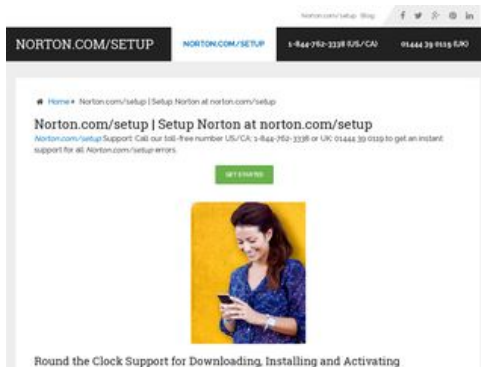 Norton.com/setup Blog
NORTON.COM/SETUP
NORTON.COM/SETUP
1-844-762-3338 (US/CA)
01444 39 0119 (UK)
Home Norton.com/setup | Setup Norton at norton.com/setup
Norton.com/setup | Setup Norton at norton.com/setup
Norton.com/setup Support: Call our toll-free number US/CA: 1-844-762-3338 or UK: 01444 39 0119 to get an instant
support for all Norton.com/setup errors.
GET STARTED
Round the Clock Support for Downloading, Installing and Activating